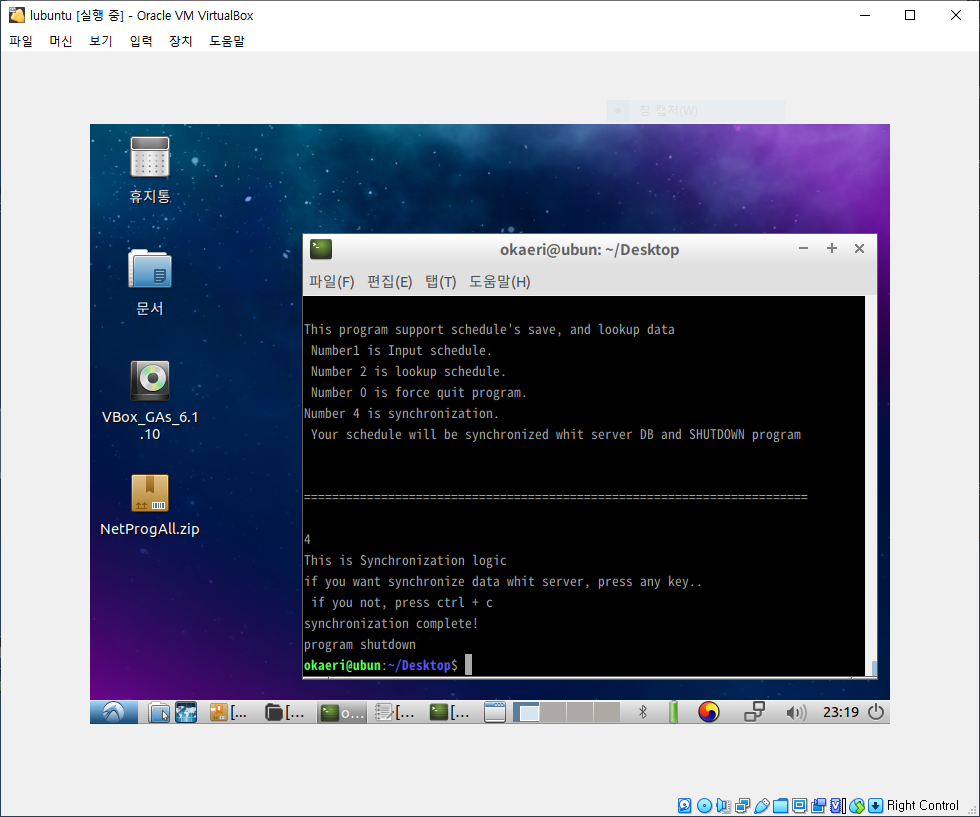 lubuntu [실행 중] - Oracle VM VirtualBox
파일 머신 보기 입력 장치 도움말
창 캡처(W)
휴지통
문서
VBox_GAs_6.1
.10
NetProgAll.zip
okaeri@ubun: ~/Desktop
파일(F) 편집(E) 탭(T) 도움말(H)
This program support schedule's save, and lookup data
Number1 is Input schedule.
Number 2 is lookup schedule.
Number 0 is force quit program.
Number 4 is synchronization.
Your schedule will be synchronized whit server DB and SHUTDOWN program
========================================================================
4
This is Synchronization logic
if you want synchronize data whit server, press any key..
if you not, press ctrl + c
synchronization complete!
program shutdown
okaeri@ubun:~/Desktop$
[... [... o... [... [... 23:19
Right Control